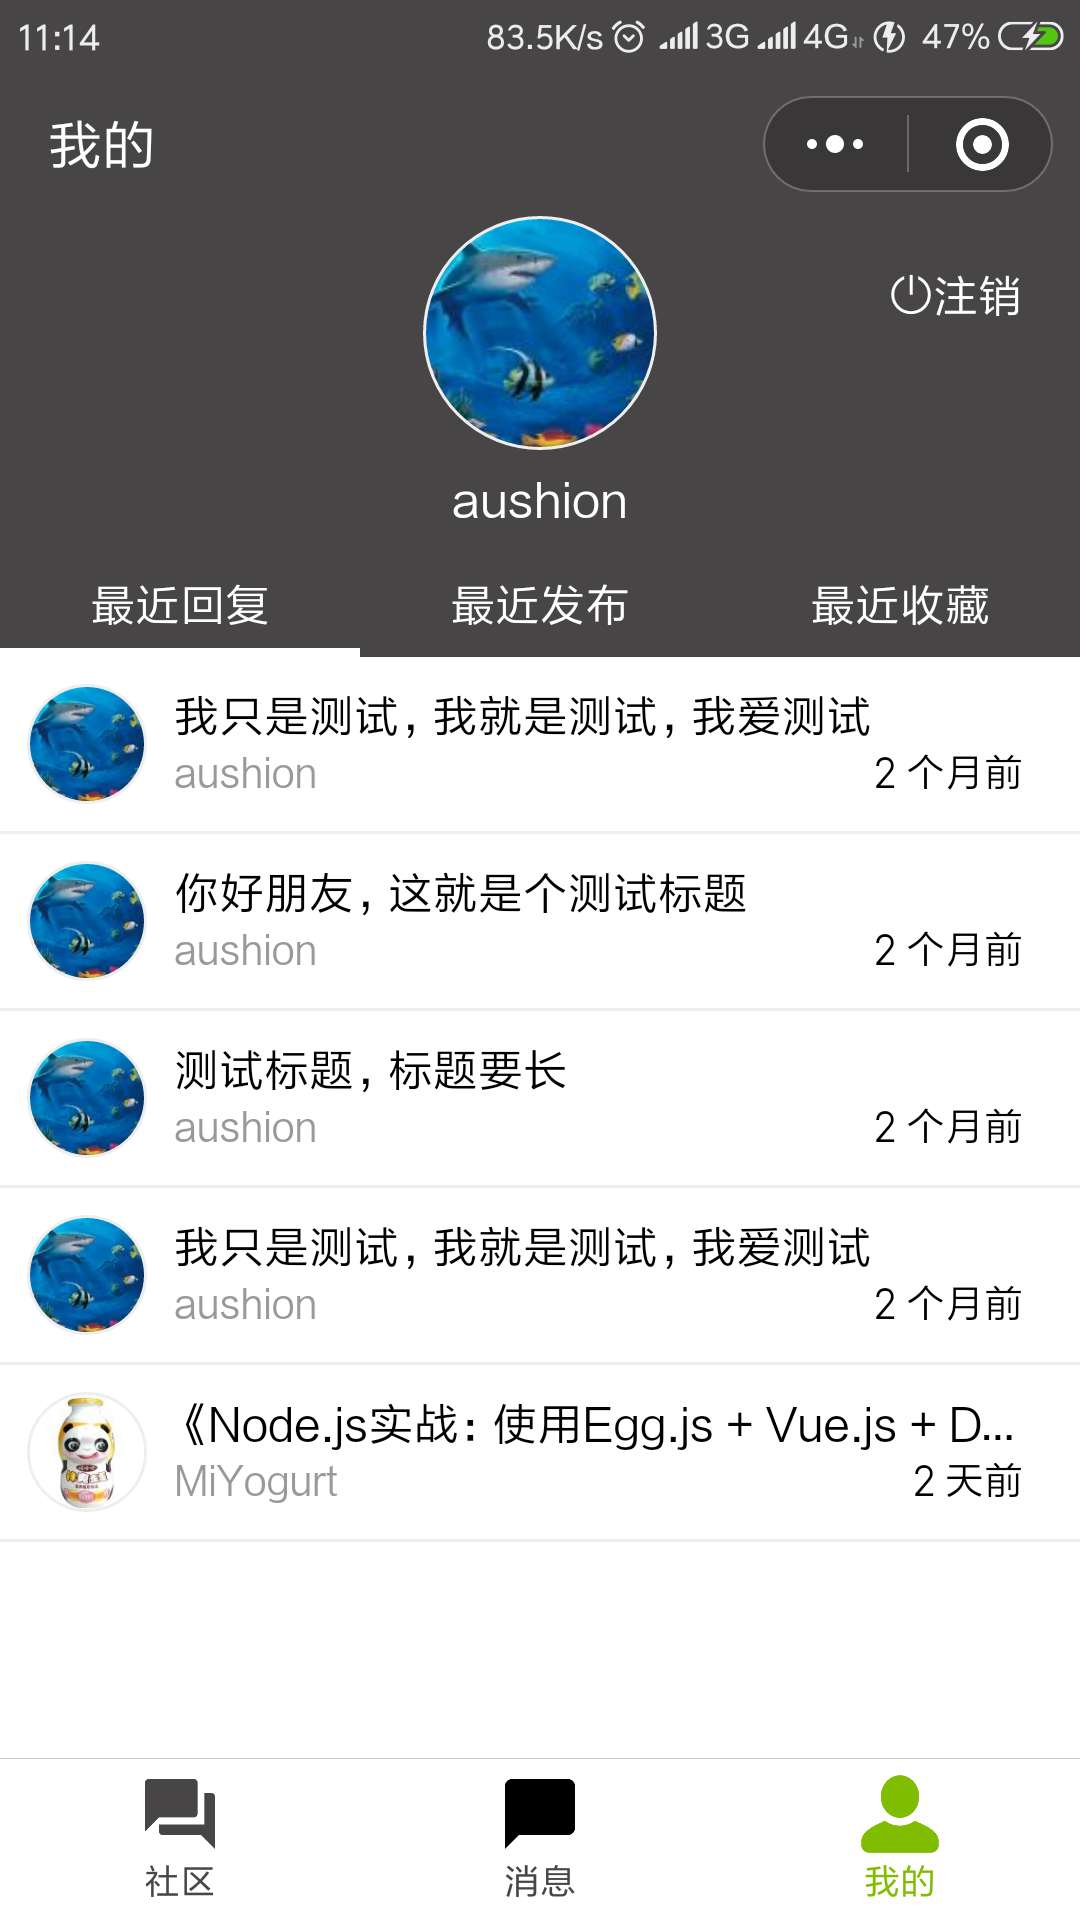 11:14 83.5K/s 3G 4G 47%
我的
注销
aushion
最近回复 最近发布 最近收藏
我只是测试，我就是测试，我爱测试
aushion 2 个月前
你好朋友，这就是个测试标题
aushion 2 个月前
测试标题，标题要长
aushion 2 个月前
我只是测试，我就是测试，我爱测试
aushion 2 个月前
《Node.js实战：使用Egg.js + Vue.js + D...
MiYogurt 2 天前
社区 消息 我的